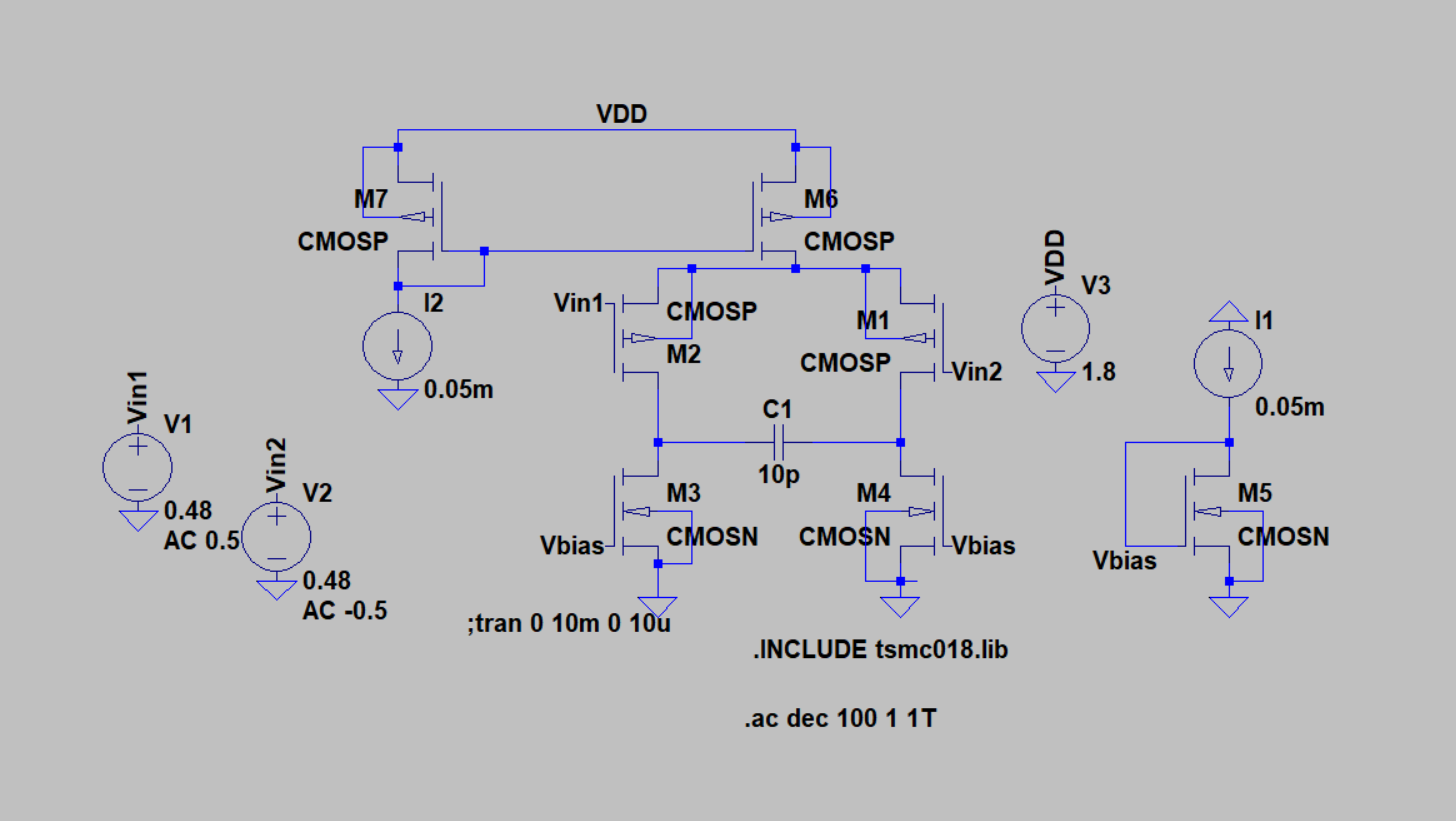 VDD
M7
M6
CMOSP
CMOSP
I2
0.05m
Vin1
CMOSP
M2
M1
CMOSP
Vin2
VDD
V3
1.8
I1
0.05m
Vin1
V1
0.48
AC 0.5
Vin2
V2
0.48
AC -0.5
C1
10p
M3
CMOSN
Vbias
M4
CMOSN
Vbias
M5
CMOSN
Vbias
;tran 0 10m 0 10u
.INCLUDE tsmc018.lib
.ac dec 100 1 1T